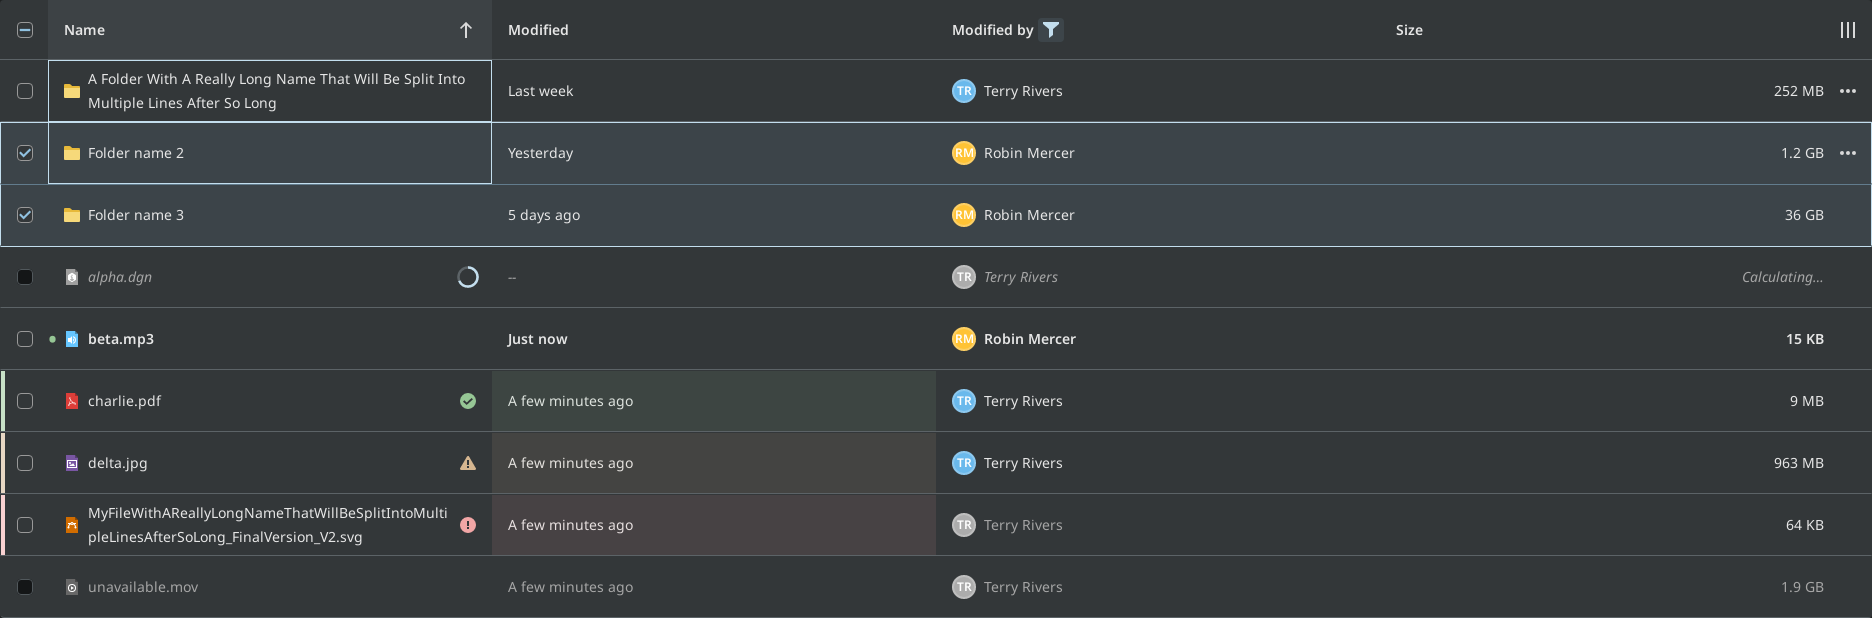 Name Modified Modified by Size
A Folder With A Really Long Name That Will Be Split Into
Multiple Lines After So Long
Last week TR Terry Rivers 252 MB
Folder name 2 Yesterday RM Robin Mercer 1.2 GB
Folder name 3 5 days ago RM Robin Mercer 36 GB
alpha.dgn -- TR Terry Rivers Calculating...
beta.mp3 Just now RM Robin Mercer 15 KB
charlie.pdf A few minutes ago TR Terry Rivers 9 MB
delta.jpg A few minutes ago TR Terry Rivers 963 MB
MyFileWithAReallyLongNameThatWillBeSplitIntoMulti
pleLinesAfterSoLong_FinalVersion_V2.svg
A few minutes ago TR Terry Rivers 64 KB
unavailable.mov A few minutes ago TR Terry Rivers 1.9 GB